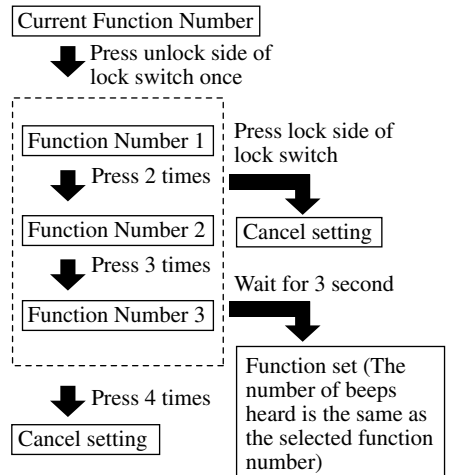 Current Function Number
Press unlock side of
lock switch once
Function Number 1
Press lock side of
lock switch
Press 2 times
Function Number 2
Cancel setting
Press 3 times
Wait for 3 second
Function Number 3
Function set (The
number of beeps
heard is the same as
the selected function
number)
Press 4 times
Cancel setting